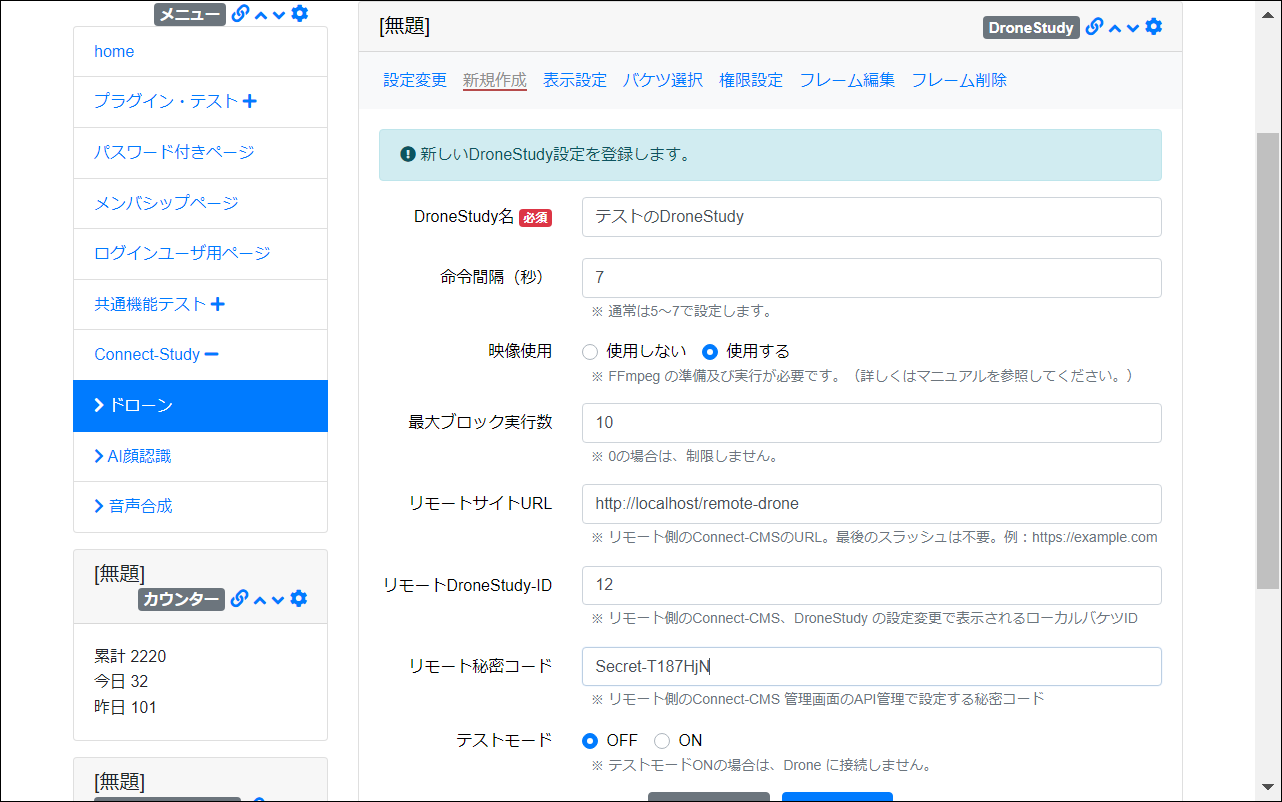 メニュー
home
プラグイン・テスト
パスワード付きページ
メンバシップページ
ログインユーザ用ページ
共通機能テスト
Connect-Study
ドローン
AI顔認識
音声合成
[無題]
カウンター
累計 2220
今日 32
昨日 101
[無題]
[無題]
DroneStudy
設定変更 新規作成 表示設定 バケツ選択 権限設定 フレーム編集 フレーム削除
新しいDroneStudy設定を登録します。
DroneStudy名 必須 テストのDroneStudy
命令間隔（秒） 7
※ 通常は5～7で設定します。
映像使用 使用しない 使用する
※ FFmpeg の準備及び実行が必要です。（詳しくはマニュアルを参照してください。）
最大ブロック実行数 10
※ 0の場合は、制限しません。
リモートサイトURL http://localhost/remote-drone
※ リモート側のConnect-CMSのURL。最後のスラッシュは不要。例：https://example.com
リモートDroneStudy-ID 12
※ リモート側のConnect-CMS、DroneStudy の設定変更で表示されるローカルバケツID
リモート秘密コード Secret-T187HjN
※ リモート側のConnect-CMS 管理画面のAPI管理で設定する秘密コード
テストモード OFF ON
※ テストモードONの場合は、Drone に接続しません。